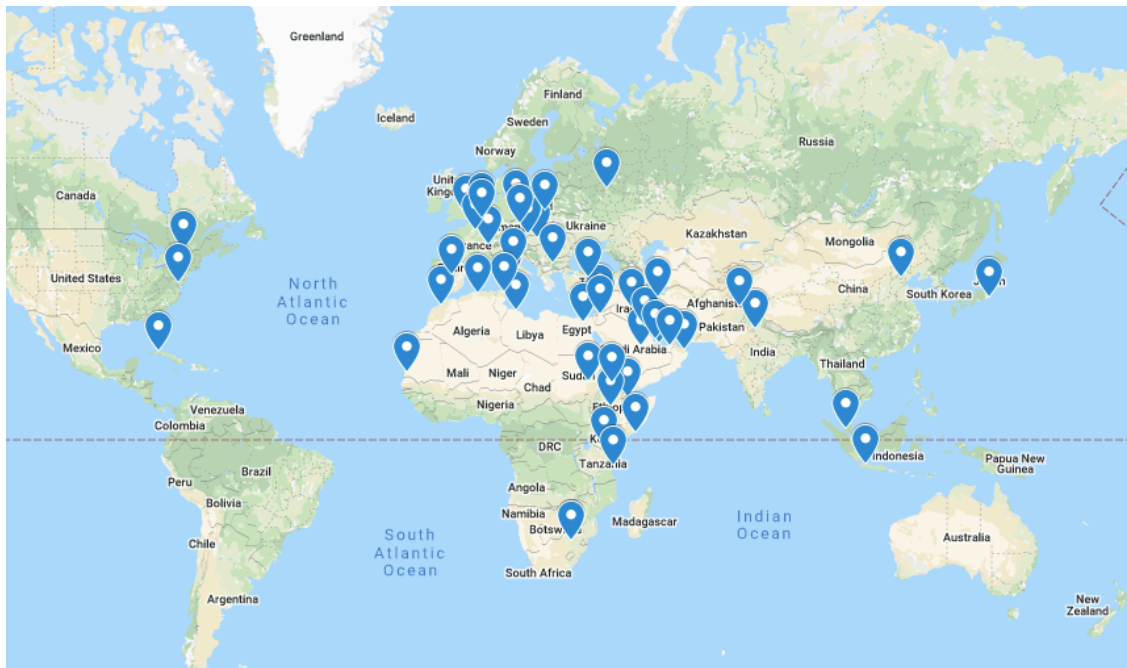 Greenland
Iceland
Finland
Sweden
Norway
Russia
Canada
Unit
Kingd
Ukraine
Kazakhstan
Mongolia
United States
North
Atlantic
Ocean
China
South Korea
Afghanist
Pakistan
Mexico
Algeria
Libya
Egypt
di Arabia
India
Thailand
Mali
Niger
Chad
Sud
Nigeria
Ethiop
Venezuela
Colombia
DRC
Tanzania
Indonesia
Papua New
Guinea
Brazil
Peru
Bolivia
Angola
Namibia
Botsw
Madagascar
South
Atlantic
Ocean
Indian
Ocean
Chile
Australia
South Africa
Argentina
New
Zealand